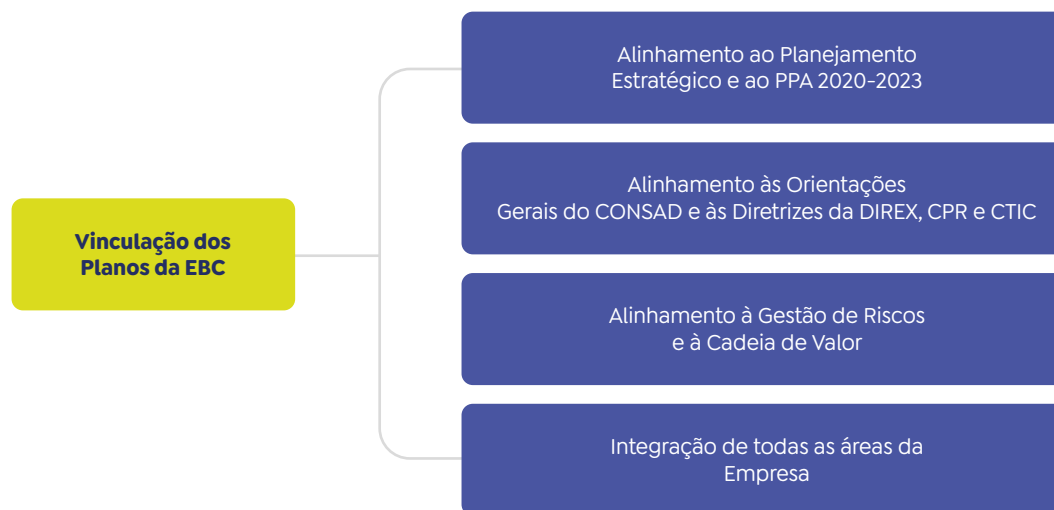 Vinculação dos
Planos da EBC
Alinhamento ao Planejamento
Estratégico e ao PPA 2020-2023
Alinhamento às Orientações
Gerais do CONSAD e às Diretrizes da DIREX, CPR e CTIC
Alinhamento à Gestão de Riscos
e à Cadeia de Valor
Integração de todas as áreas da
Empresa